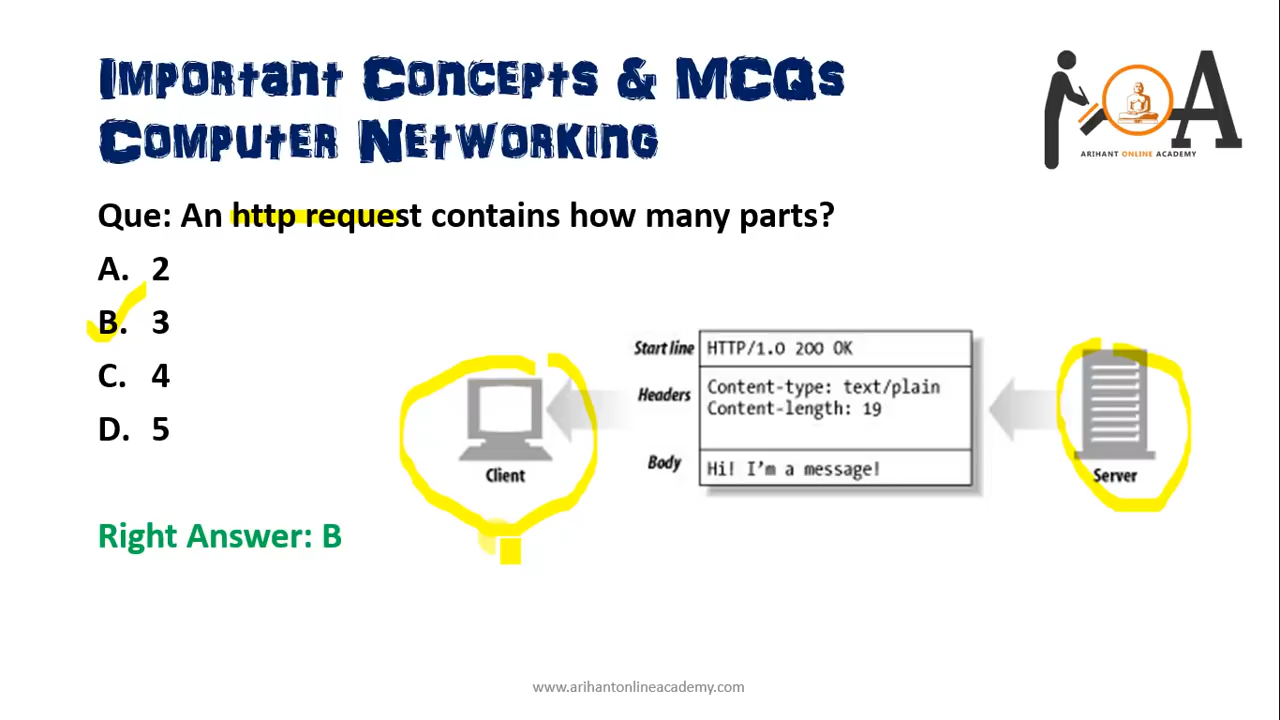 Important Concepts & MCQs
Computer Networking
ARIHANT ONLINE ACADEMY
Que: An http request contains how many parts?
A. 2
B. 3
C. 4
D. 5
Start line HTTP/1.0 200 OK
Headers Content-type: text/plain
Content-length: 19
Body Hi! I'm a message!
Client
Server
Right Answer: B
www.arihantonlineacademy.com